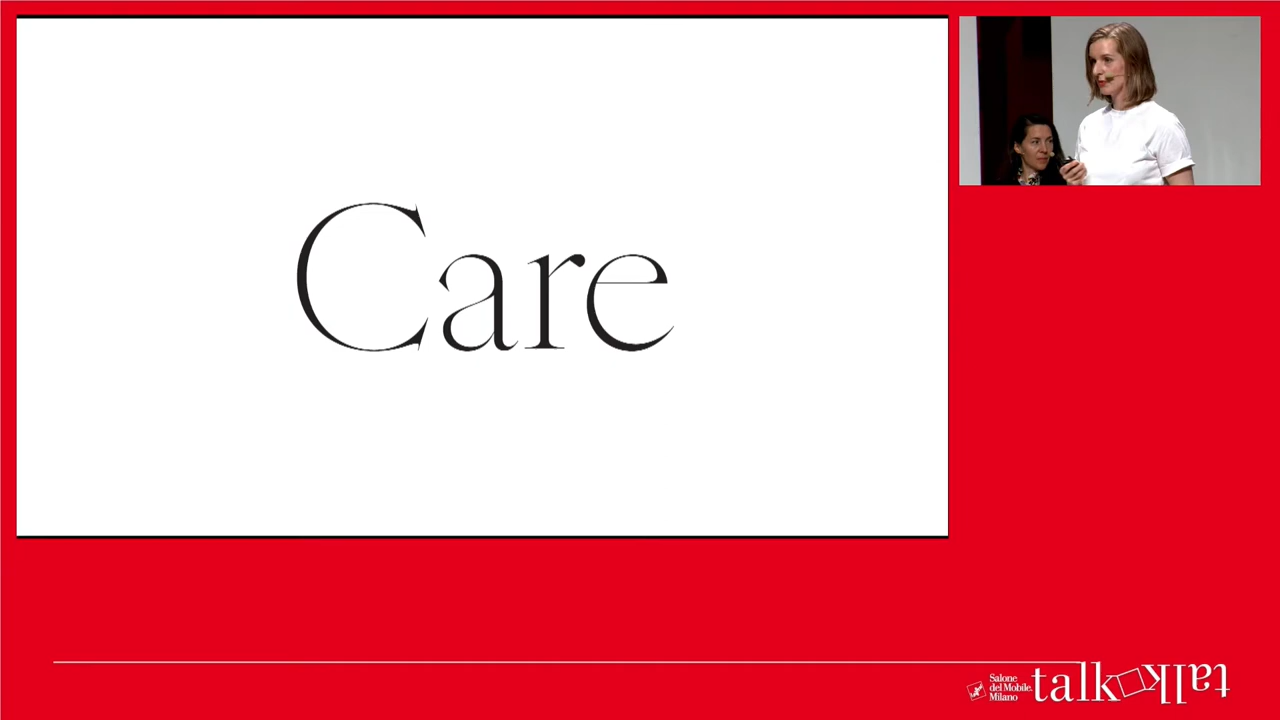 Care
Salone
del Mobile.
Milano
talk talk